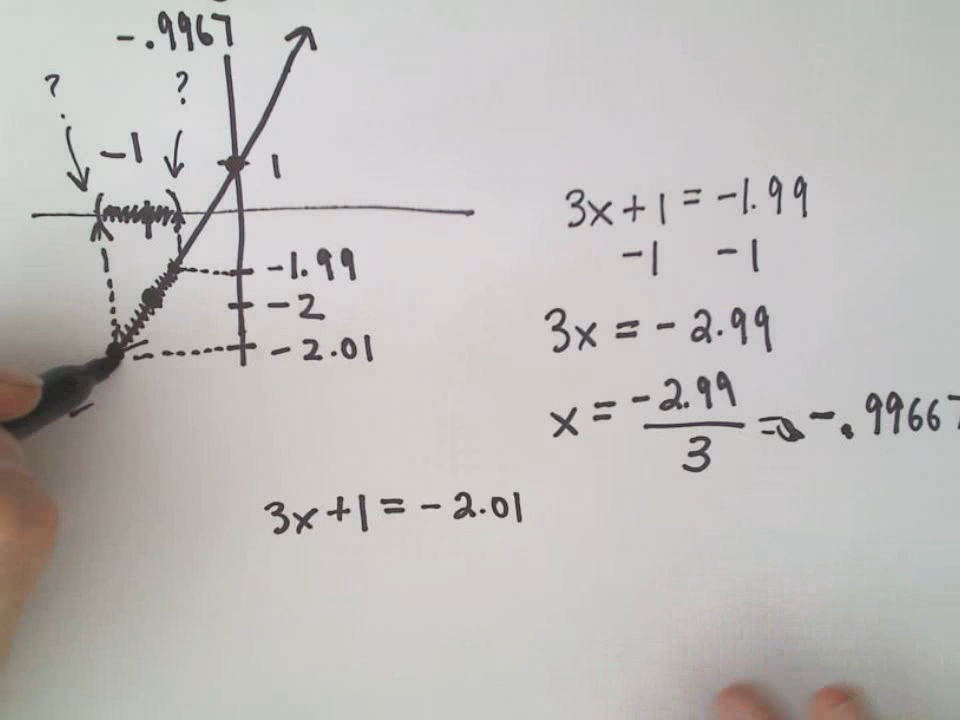 -.9967
? ?
-1
1
-1.99
-2
-2.01
3x+1 = -1.99
-1 -1
3x = -2.99
x = -2.99/3 = -.99667
3x+1 = -2.01